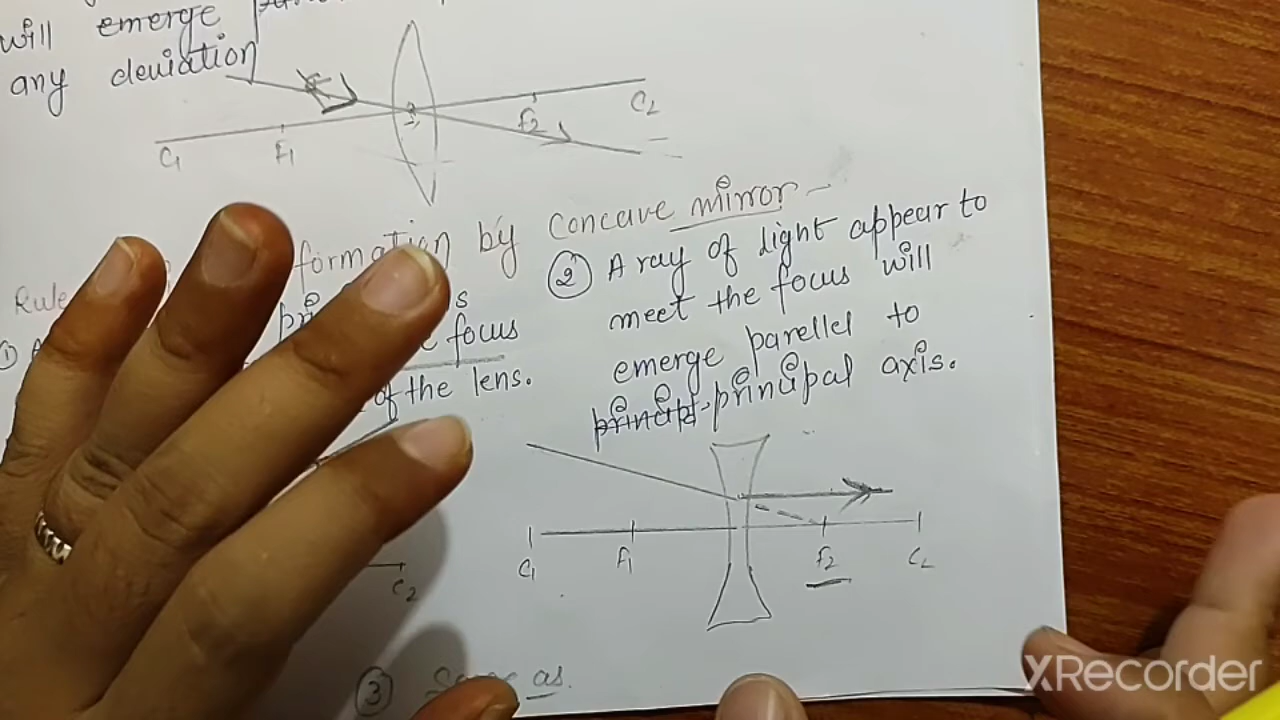 will emerge
any deviation
C1 F1 F2 C2
formation by Concave mirror -
Rule
① 
focus
of the lens.
② A ray of light appear to
meet the focus will
emerge parellel to
principal axis.
C1 F1 F2 C2
C2
③ as.
XRecorder